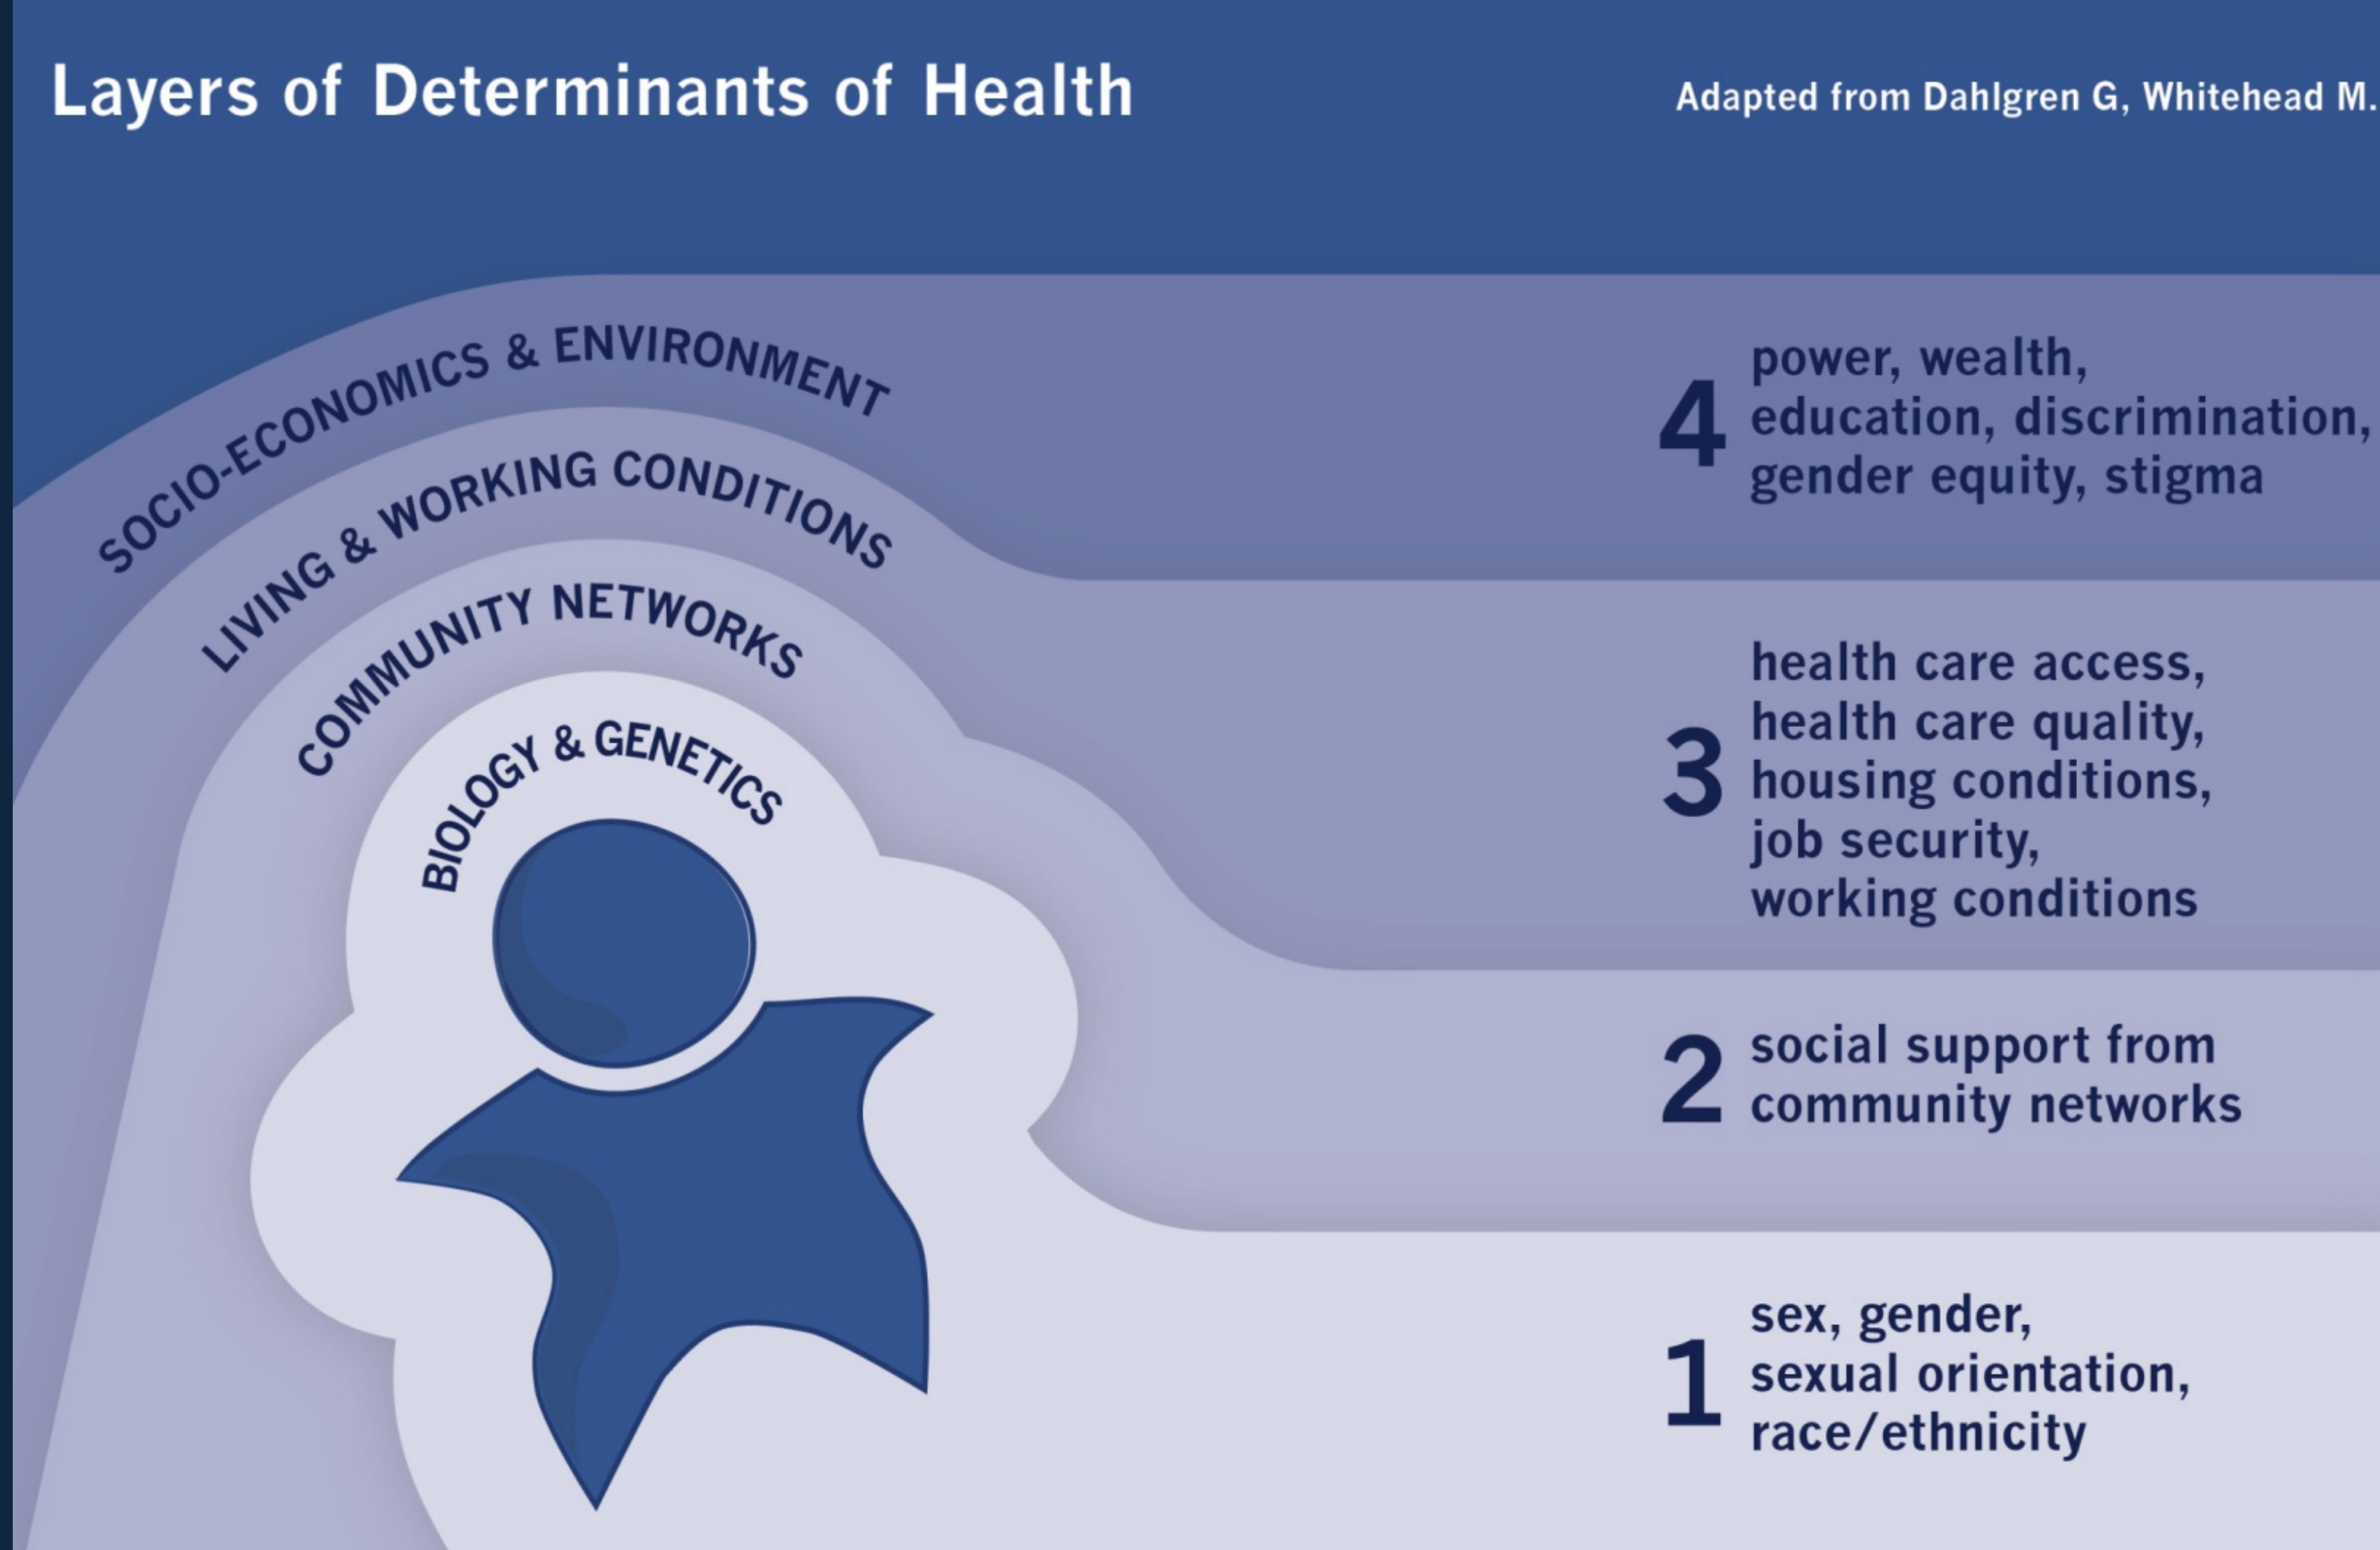 Layers of Determinants of Health
Adapted from Dahlgren G, Whitehead M.
SOCIO-ECONOMICS & ENVIRONMENT
LIVING & WORKING CONDITIONS
COMMUNITY NETWORKS
BIOLOGY & GENETICS
4
power, wealth,
education, discrimination,
gender equity, stigma
3
health care access,
health care quality,
housing conditions,
job security,
working conditions
2
social support from
community networks
1
sex, gender,
sexual orientation,
race/ethnicity